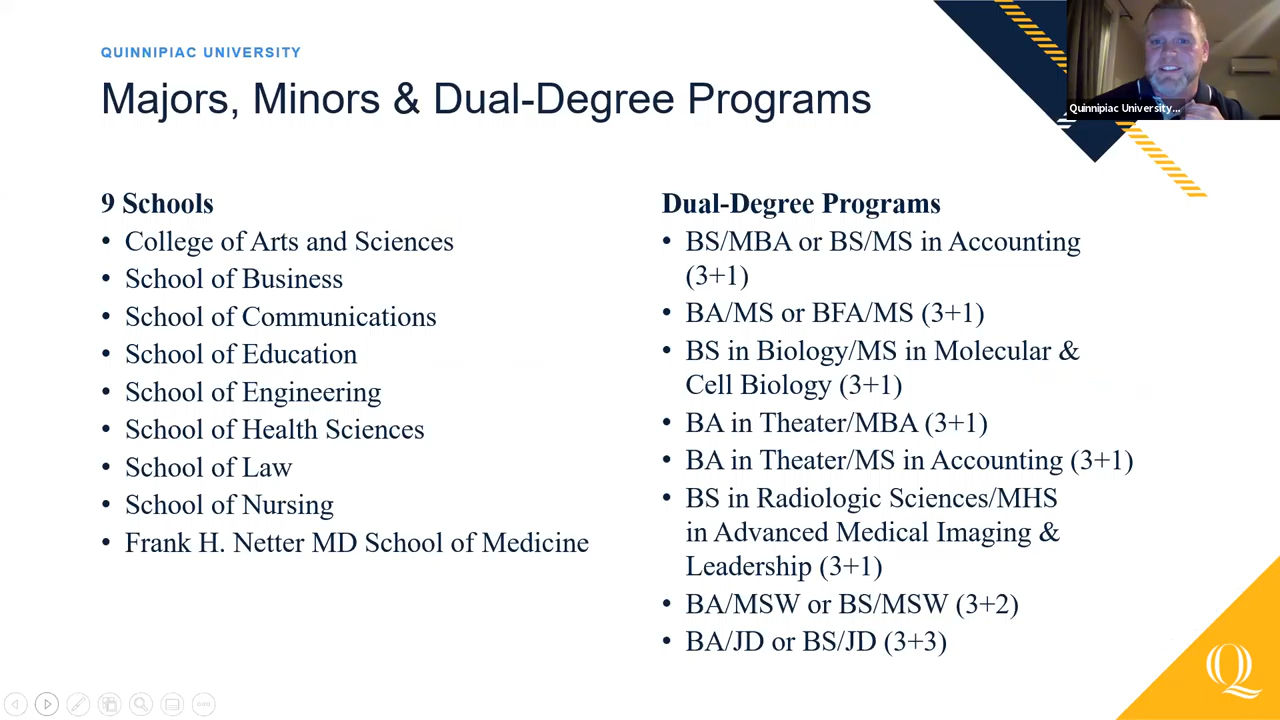 QUINNIPIAC UNIVERSITY
Majors, Minors & Dual-Degree Programs
Quinnipiac University...
9 Schools
• College of Arts and Sciences
• School of Business
• School of Communications
• School of Education
• School of Engineering
• School of Health Sciences
• School of Law
• School of Nursing
• Frank H. Netter MD School of Medicine
Dual-Degree Programs
• BS/MBA or BS/MS in Accounting
(3+1)
• BA/MS or BFA/MS (3+1)
• BS in Biology/MS in Molecular &
Cell Biology (3+1)
• BA in Theater/MBA (3+1)
• BA in Theater/MS in Accounting (3+1)
• BS in Radiologic Sciences/MHS
in Advanced Medical Imaging &
Leadership (3+1)
• BA/MSW or BS/MSW (3+2)
• BA/JD or BS/JD (3+3)
Q